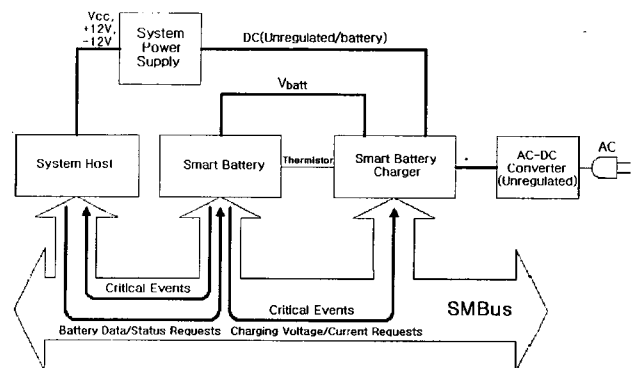 Vcc,
+12V,
-12V
System
Power
Supply
DC(Unregulated/battery)
Vbatt
System Host
Smart Battery
Thermistor
Smart Battery
Charger
AC-DC
Converter
(Unregulated)
AC
Critical Events
Critical Events
SMBus
Battery Data/Status Requests
Charging Voltage/Current Requests